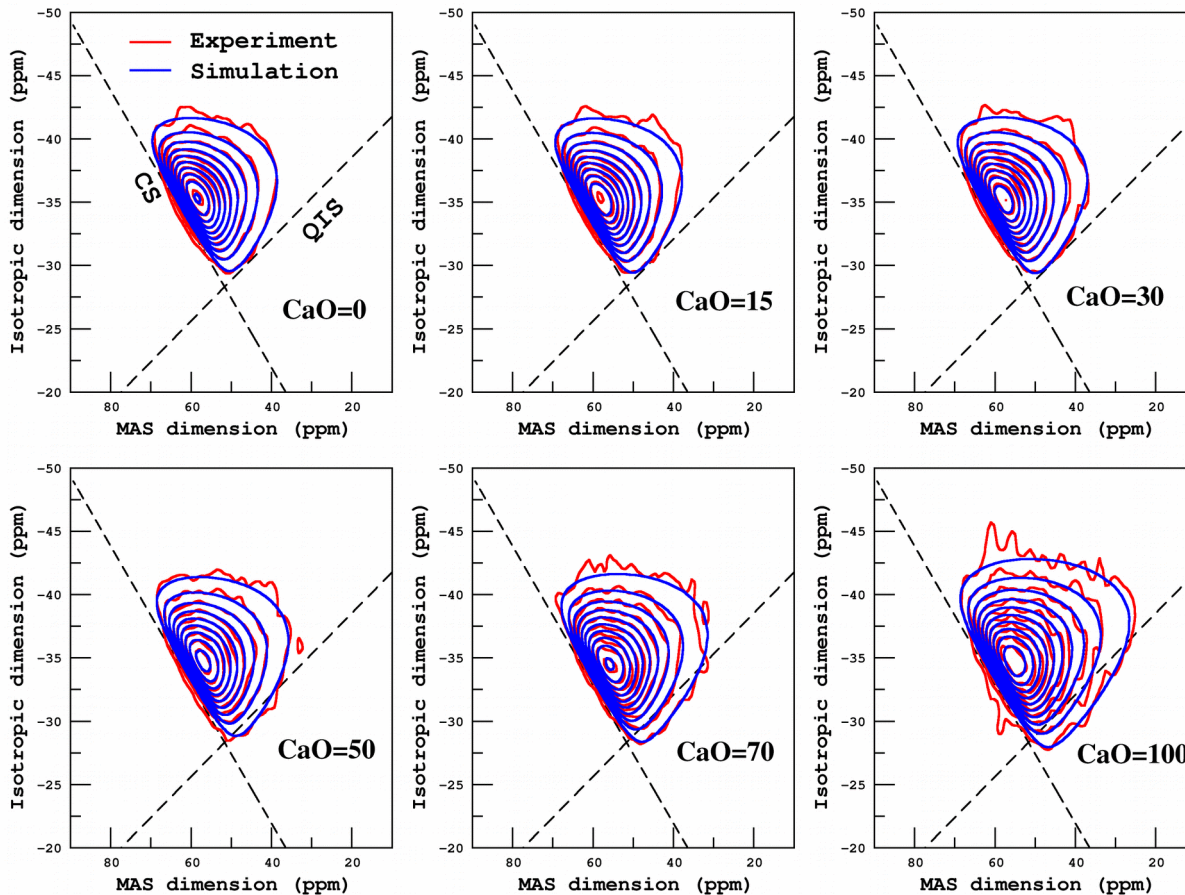 -50
-45
-40
-35
-30
-25
-20
Isotropic dimension (ppm)
Experiment
Simulation
CS
QIS
CaO=0
80 60 40 20
MAS dimension (ppm)
-50
-45
-40
-35
-30
-25
-20
Isotropic dimension (ppm)
CaO=15
80 60 40 20
MAS dimension (ppm)
-50
-45
-40
-35
-30
-25
-20
Isotropic dimension (ppm)
CaO=30
80 60 40 20
MAS dimension (ppm)
-50
-45
-40
-35
-30
-25
-20
Isotropic dimension (ppm)
CaO=50
80 60 40 20
MAS dimension (ppm)
-50
-45
-40
-35
-30
-25
-20
Isotropic dimension (ppm)
CaO=70
80 60 40 20
MAS dimension (ppm)
-50
-45
-40
-35
-30
-25
-20
Isotropic dimension (ppm)
CaO=100
80 60 40 20
MAS dimension (ppm)